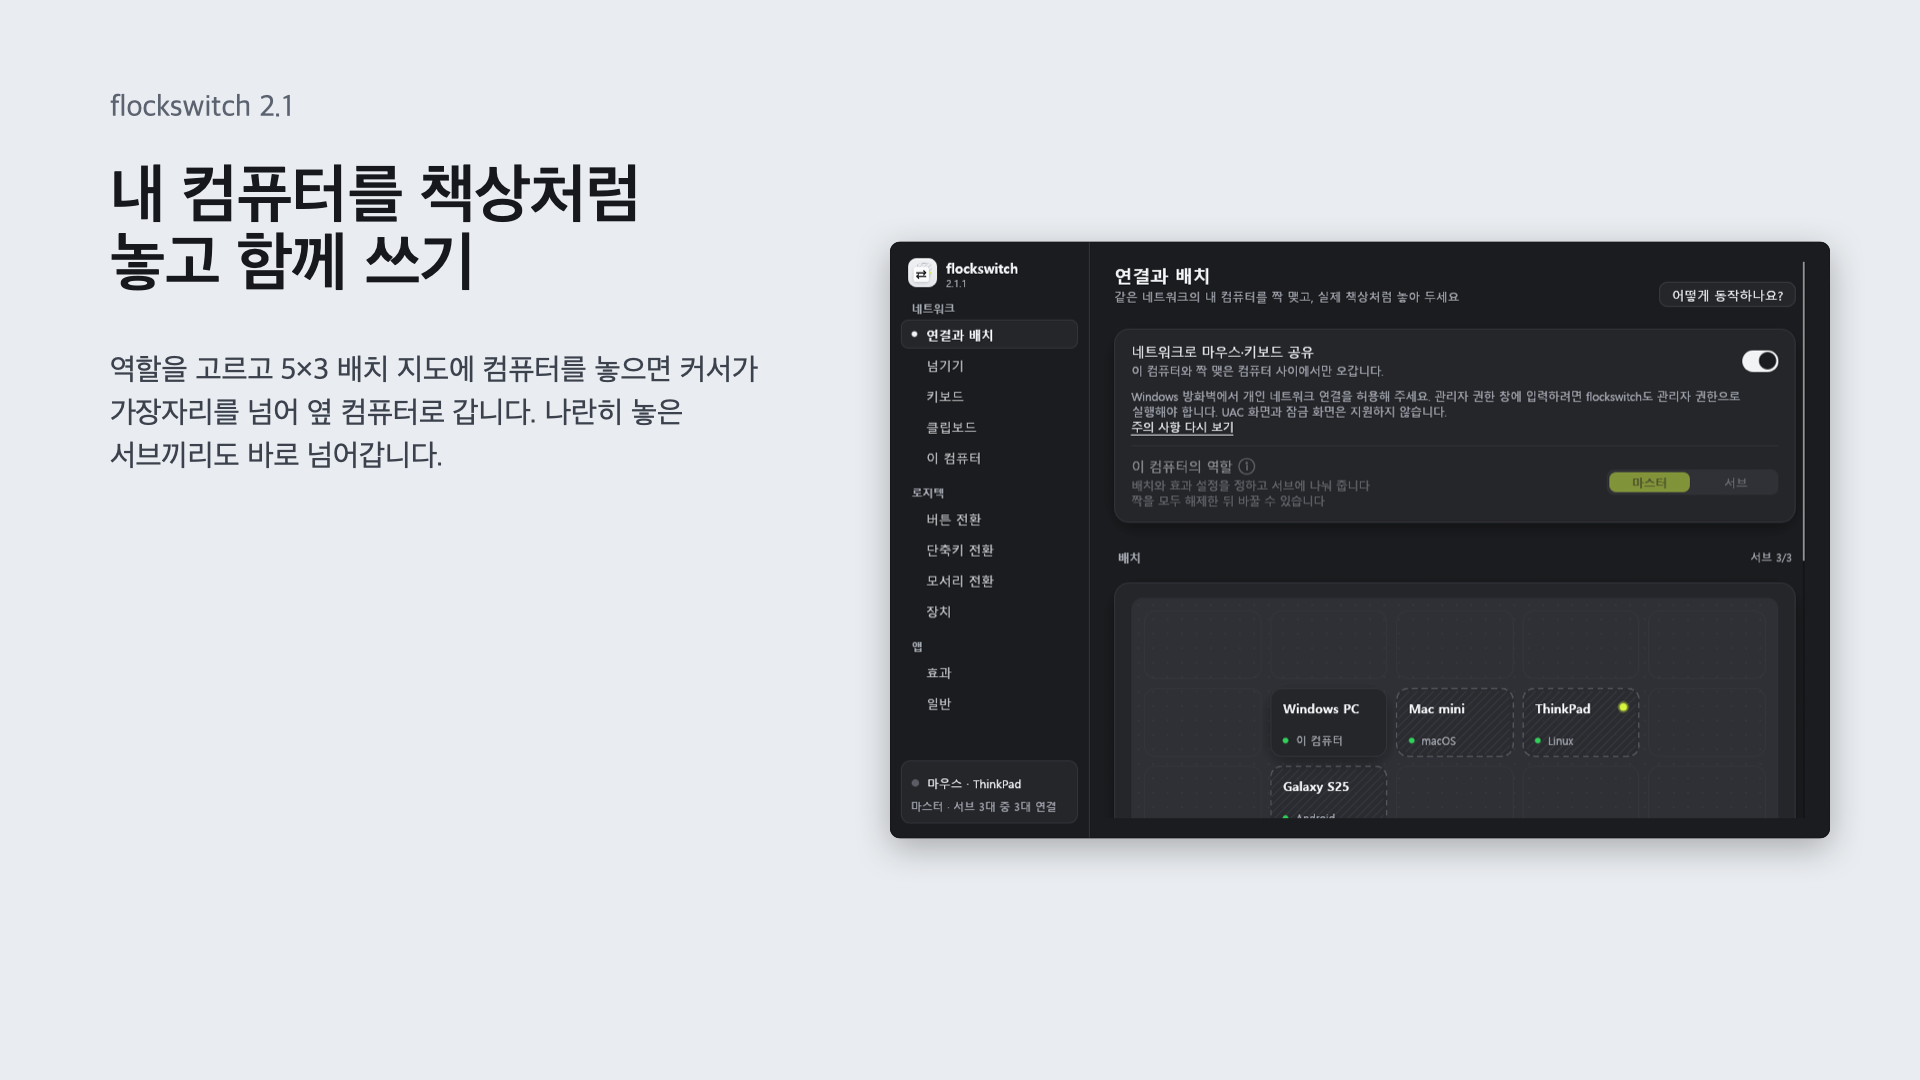 flockswitch 2.1
내 컴퓨터를 책상처럼
놓고 함께 쓰기
역할을 고르고 5×3 배치 지도에 컴퓨터를 놓으면 커서가
가장자리를 넘어 옆 컴퓨터로 갑니다. 나란히 놓은
서브끼리도 바로 넘어갑니다.
flockswitch
2.1.1
네트워크
연결과 배치
넘기기
키보드
클립보드
이 컴퓨터
로지텍
버튼 전환
단축키 전환
모서리 전환
장치
앱
효과
일반
마우스 · ThinkPad
마스터 · 서브 3대 중 3대 연결
연결과 배치
같은 네트워크의 내 컴퓨터를 짝 맺고, 실제 책상처럼 놓아 두세요
어떻게 동작하나요?
네트워크로 마우스·키보드 공유
이 컴퓨터와 짝 맺은 컴퓨터 사이에서만 오갑니다.
Windows 방화벽에서 개인 네트워크 연결을 허용해 주세요. 관리자 권한 창에 입력하려면 flockswitch도 관리자 권한으로
실행해야 합니다. UAC 화면과 잠금 화면은 지원하지 않습니다.
주의 사항 다시 보기
이 컴퓨터의 역할
배치와 효과 설정을 정하고 서브에 나눠 줍니다
짝을 모두 해제한 뒤 바꿀 수 있습니다
마스터
서브
배치
서브 3/3
Windows PC
이 컴퓨터
Mac mini
macOS
ThinkPad
Linux
Galaxy S25
Android